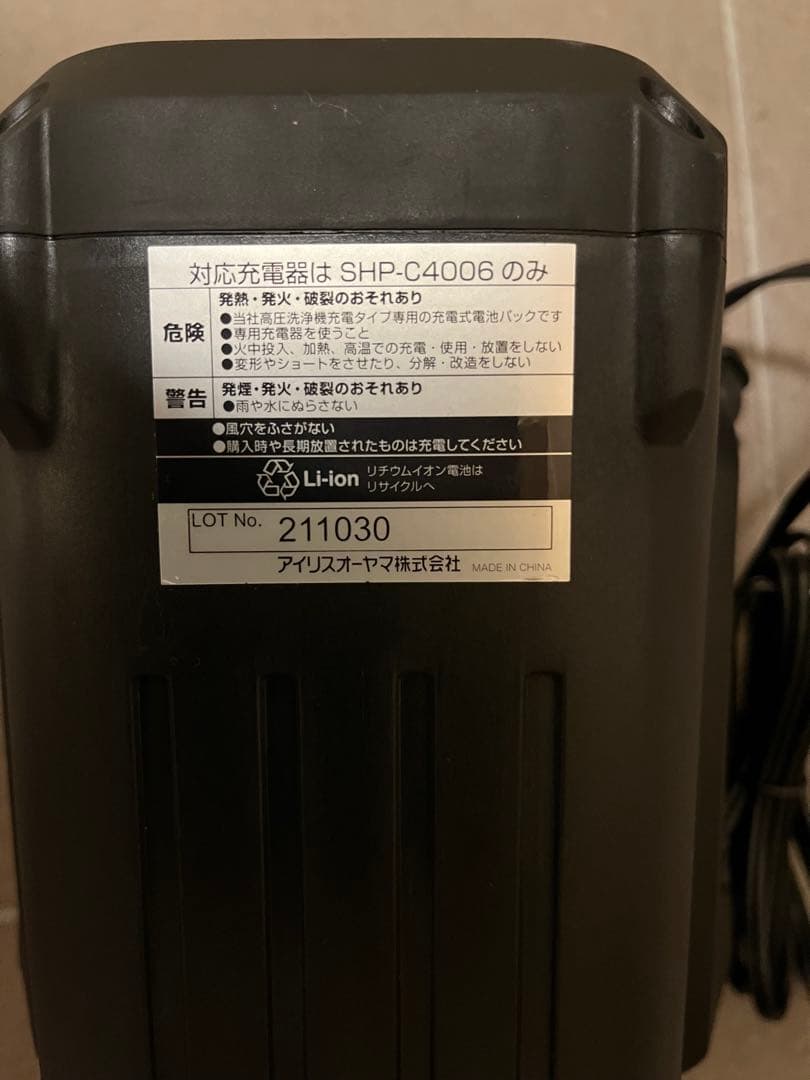 対応充電器は SHP-C4006 のみ
危険
発熱・発火・破裂のおそれあり
●当社高圧洗浄機充電タイプ専用の充電式電池パックです
●専用充電器を使うこと
●火中投入、加熱、高温での充電・使用・放置をしない
●変形やショートをさせたり、分解・改造をしない
警告
発煙・発火・破裂のおそれあり
●雨や水にぬらさない
●風穴をふさがない
●購入時や長期放置されたものは充電してください
Li-ion リチウムイオン電池は
リサイクルへ
LOT No. 211030
アイリスオーヤマ株式会社 MADE IN CHINA